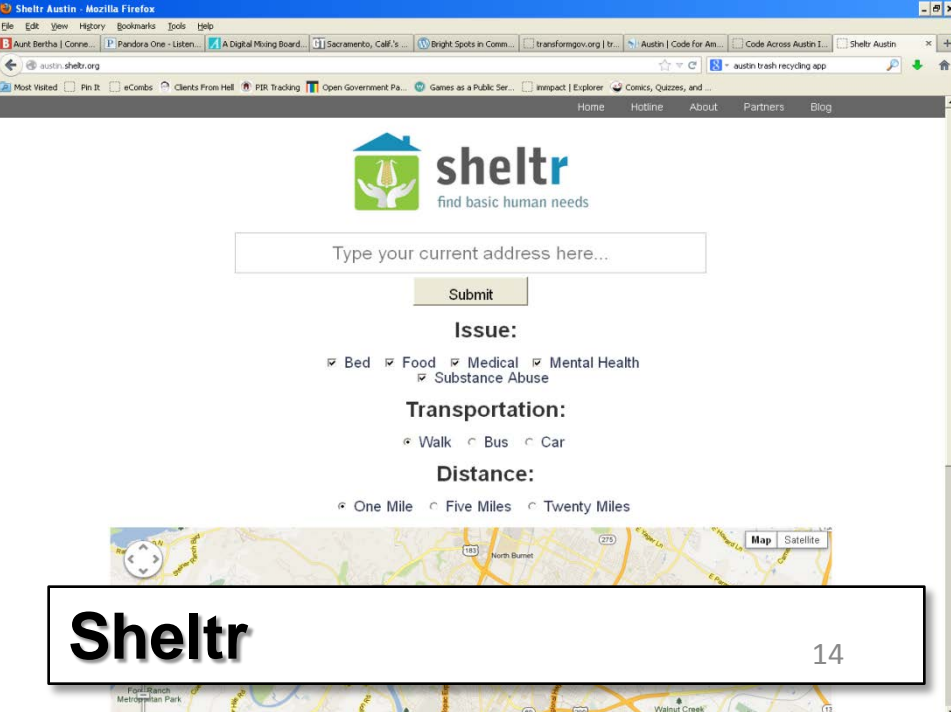 Sheltr Austin - Mozilla Firefox
File Edit View History Bookmarks Tools Help
Aunt Bertha | Conne... Pandora One - Listen... A Digital Mixing Board... Sacramento, Calif.'s ... Bright Spots in Comm... transformgov.org | tr... Austin | Code for Am... Code Across Austin I... Sheltr Austin
austin.sheltr.org austin trash recycling app
Most Visited Pin It eCombs Clients From Hell PIR Tracking Open Government Pa... Games as a Public Ser... immpact | Explorer Comics, Quizzes, and ...
Home Hotline About Partners Blog
sheltr
find basic human needs
Type your current address here...
Submit
Issue:
Bed Food Medical Mental Health
Substance Abuse
Transportation:
Walk Bus Car
Distance:
One Mile Five Miles Twenty Miles
Map Satellite
183 North Burnet 275
Sheltr
14
Metropolitan Park
Walnut Creek